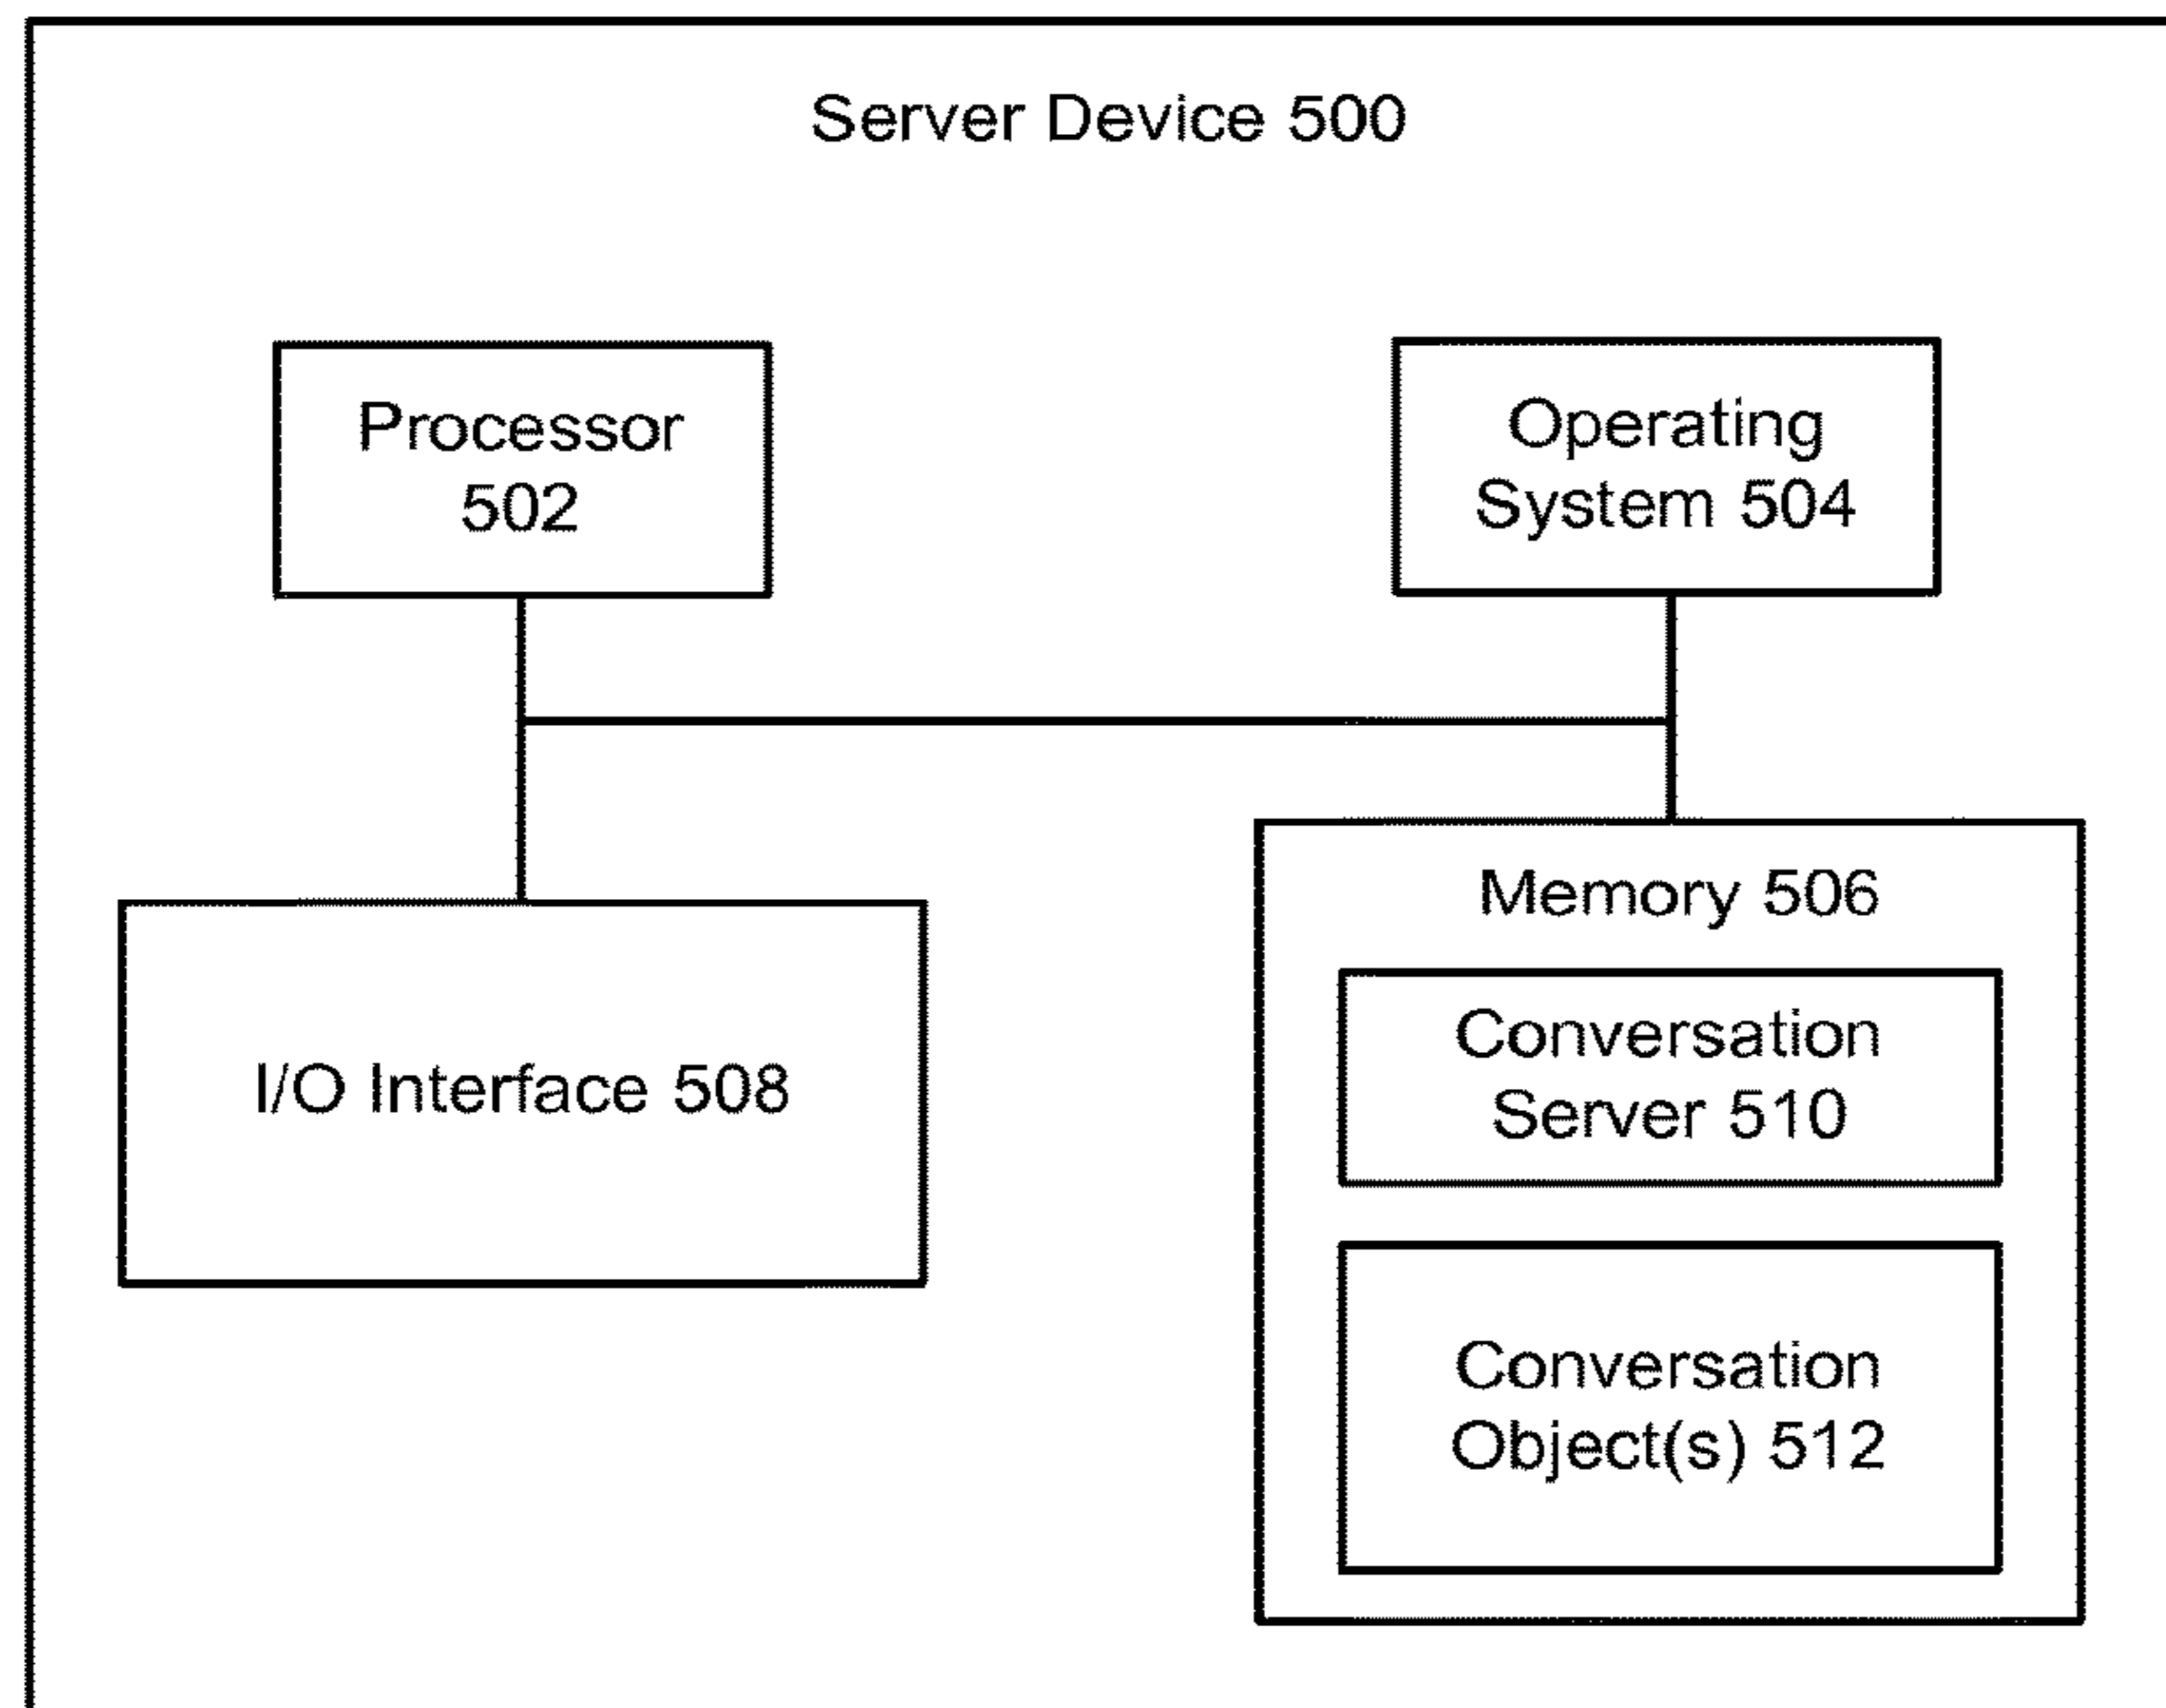 Server Device 500
Processor
502
Operating
System 504
I/O Interface 508
Memory 506
Conversation
Server 510
Conversation
Object(s) 512